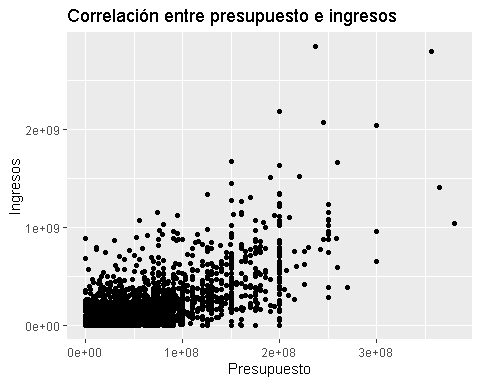 Correlación entre presupuesto e ingresos
2e+09
1e+09
0e+00
Ingresos
0e+00 1e+08 2e+08 3e+08
Presupuesto